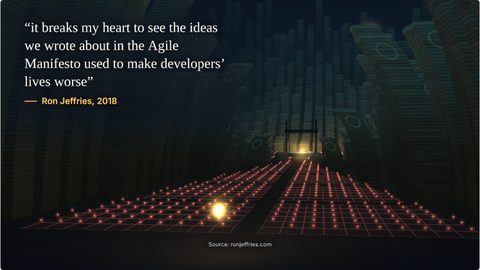 “it breaks my heart to see the ideas
we wrote about in the Agile
Manifesto used to make developers’
lives worse”
— Ron Jeffries, 2018
Source: ronjeffries.com